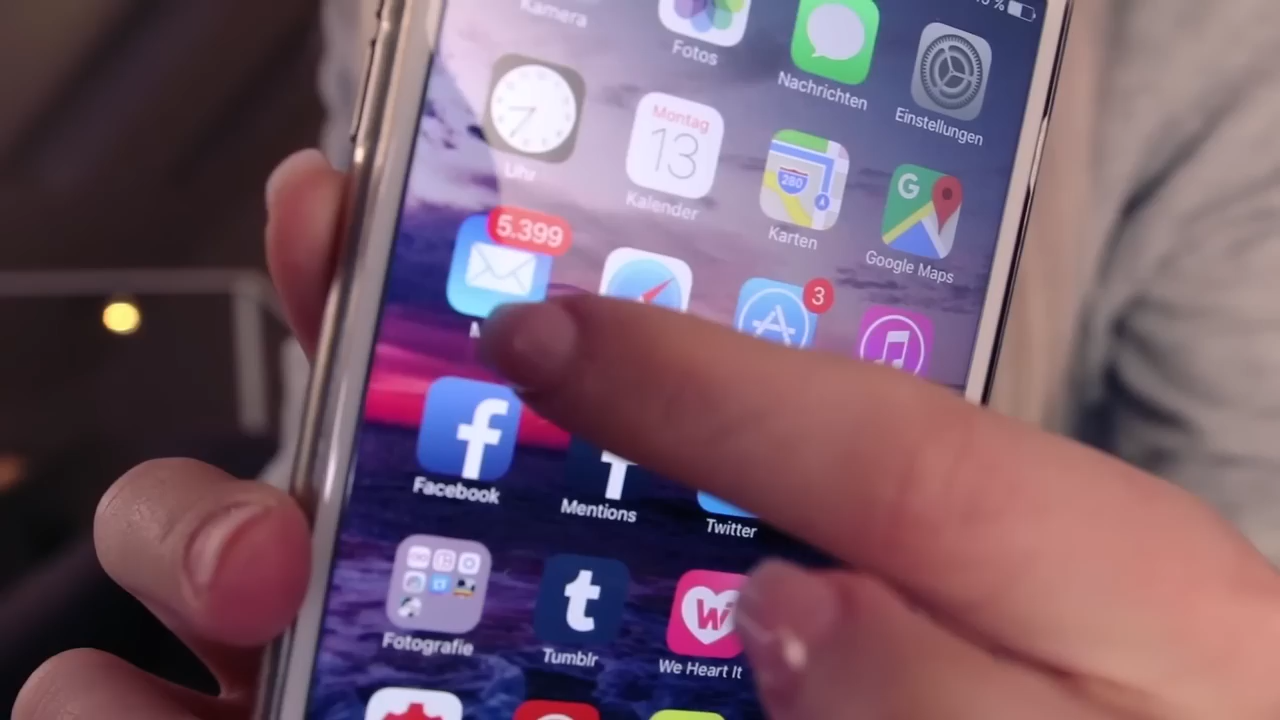 Kamera
Fotos
Nachrichten
Einstellungen
Uhr
Montag
13
Kalender
280
Karten
G
Google Maps
5.399
3
f
Facebook
f
Mentions
Twitter
Fotografie
t
Tumblr
W
We Heart It